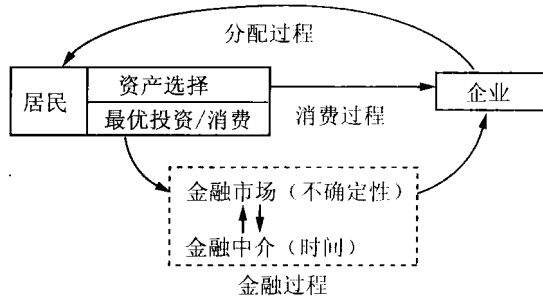 分配过程
居民
资产选择
最优投资/消费
消费过程
企业
金融市场（不确定性）
金融中介（时间）
金融过程